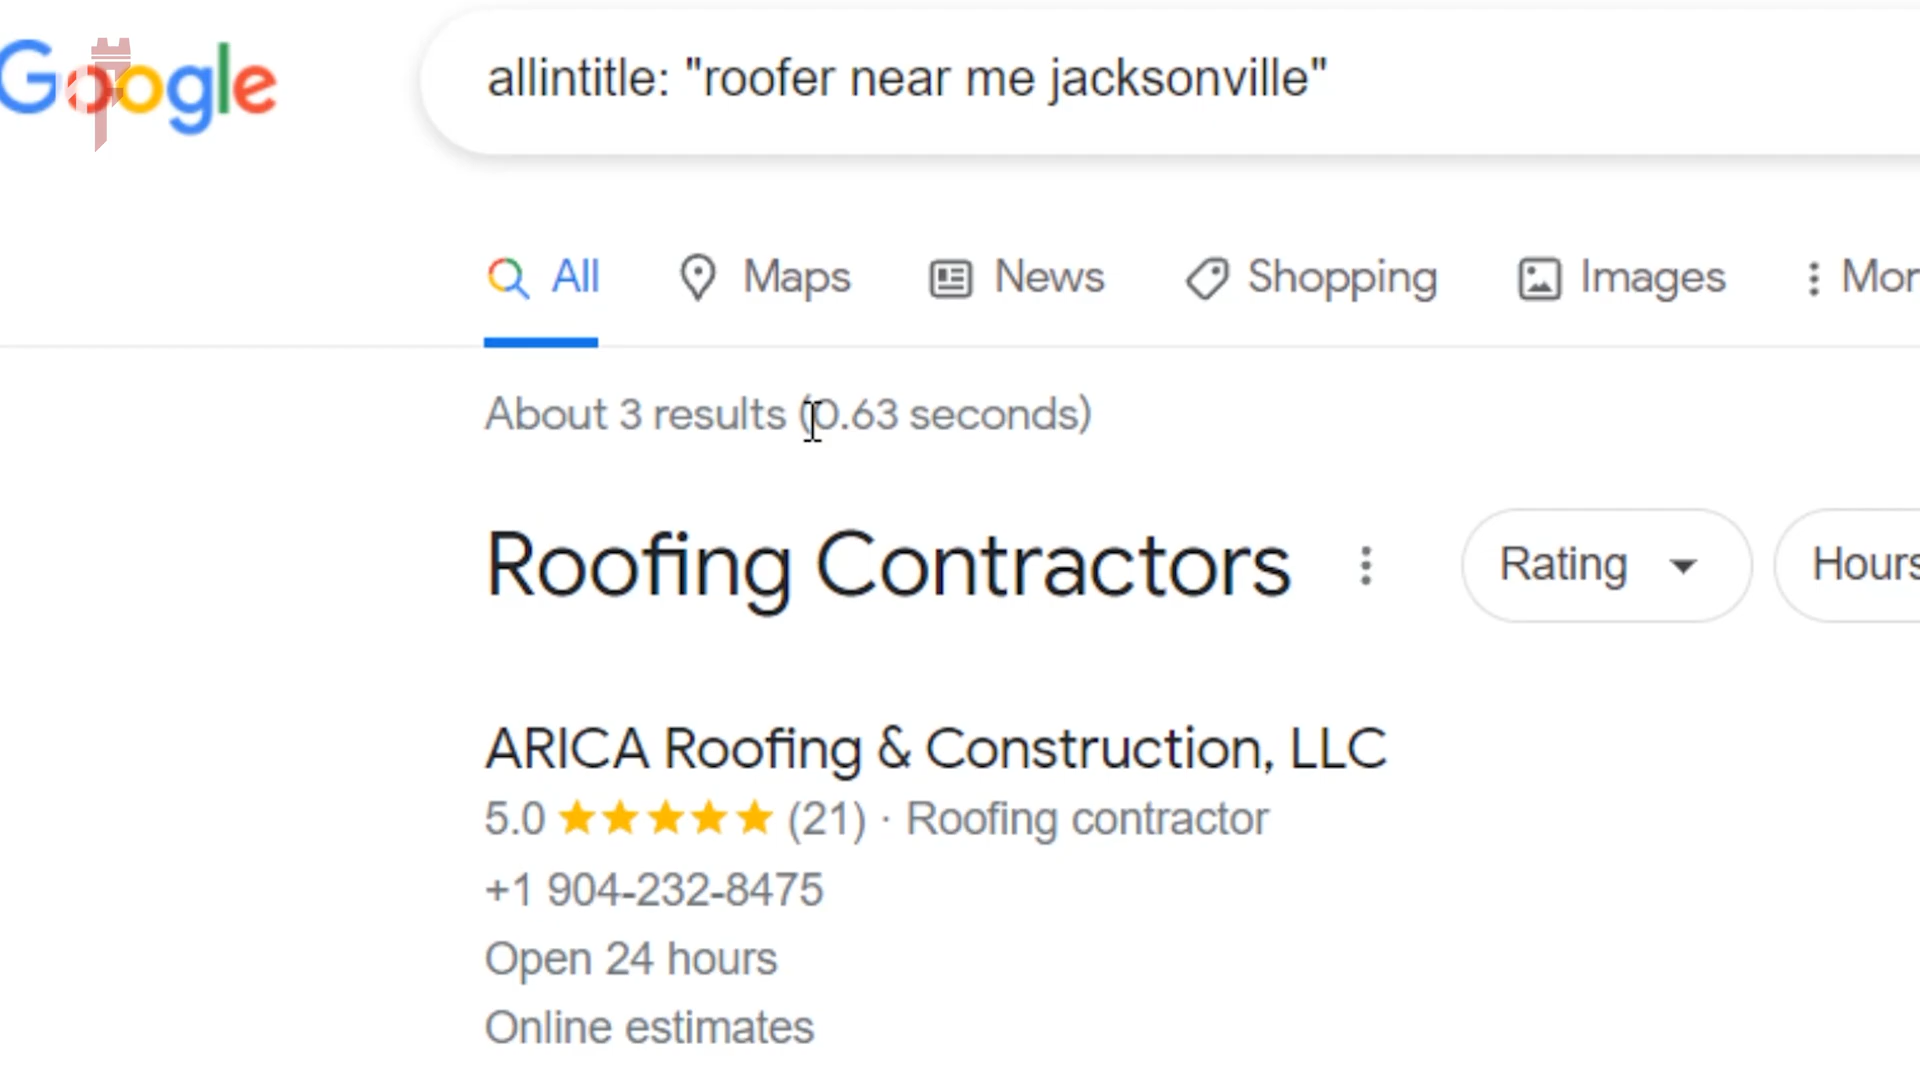 Google
allintitle: "roofer near me jacksonville"
All
Maps
News
Shopping
Images
Mor
About 3 results (0.63 seconds)
Roofing Contractors
Rating
Hours
ARICA Roofing & Construction, LLC
5.0 ★★★★★ (21) · Roofing contractor
+1 904-232-8475
Open 24 hours
Online estimates